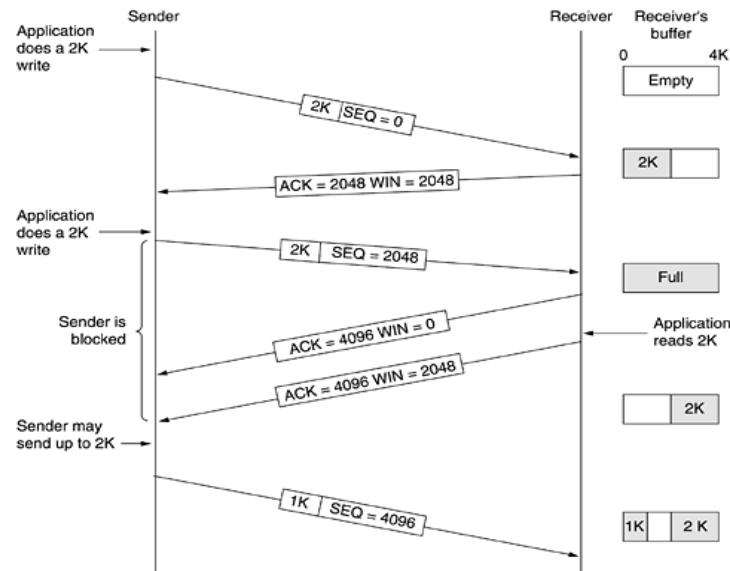 Sender
Receiver
Receiver's
buffer
Application
does a 2K
write
0 4K
Empty
2K SEQ = 0
2K
ACK = 2048 WIN = 2048
Application
does a 2K
write
2K SEQ = 2048
Full
Sender is
blocked
Application
reads 2K
ACK = 4096 WIN = 0
ACK = 4096 WIN = 2048
2K
Sender may
send up to 2K
1K SEQ = 4096
1K 2 K